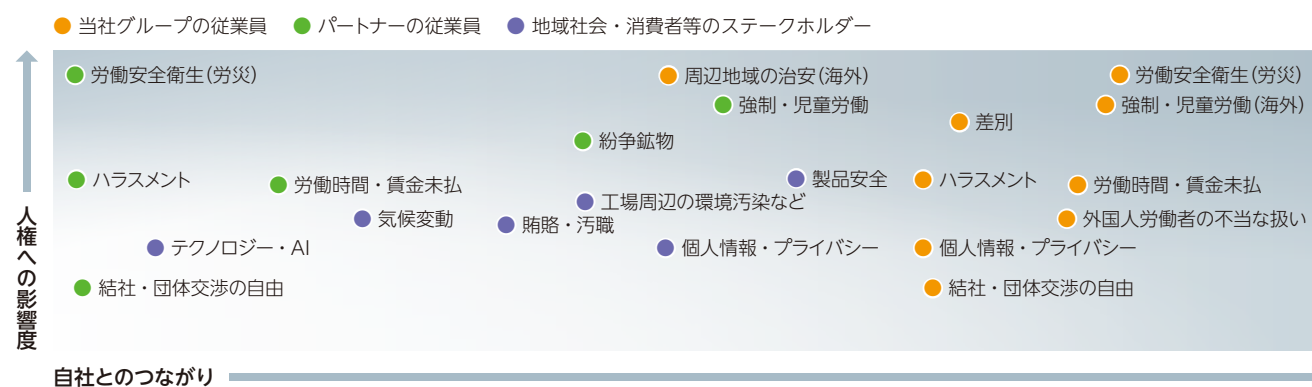 当社グループの従業員 パートナーの従業員 地域社会・消費者等のステークホルダー
人権への影響度
労働安全衛生(労災) 周辺地域の治安(海外) 労働安全衛生(労災)
強制・児童労働 強制・児童労働(海外)
差別
紛争鉱物
ハラスメント 製品安全 ハラスメント
労働時間・賃金未払 労働時間・賃金未払
工場周辺の環境汚染など
気候変動 外国人労働者の不当な扱い
賄賂・汚職
テクノロジー・AI 個人情報・プライバシー 個人情報・プライバシー
結社・団体交渉の自由 結社・団体交渉の自由
自社とのつながり